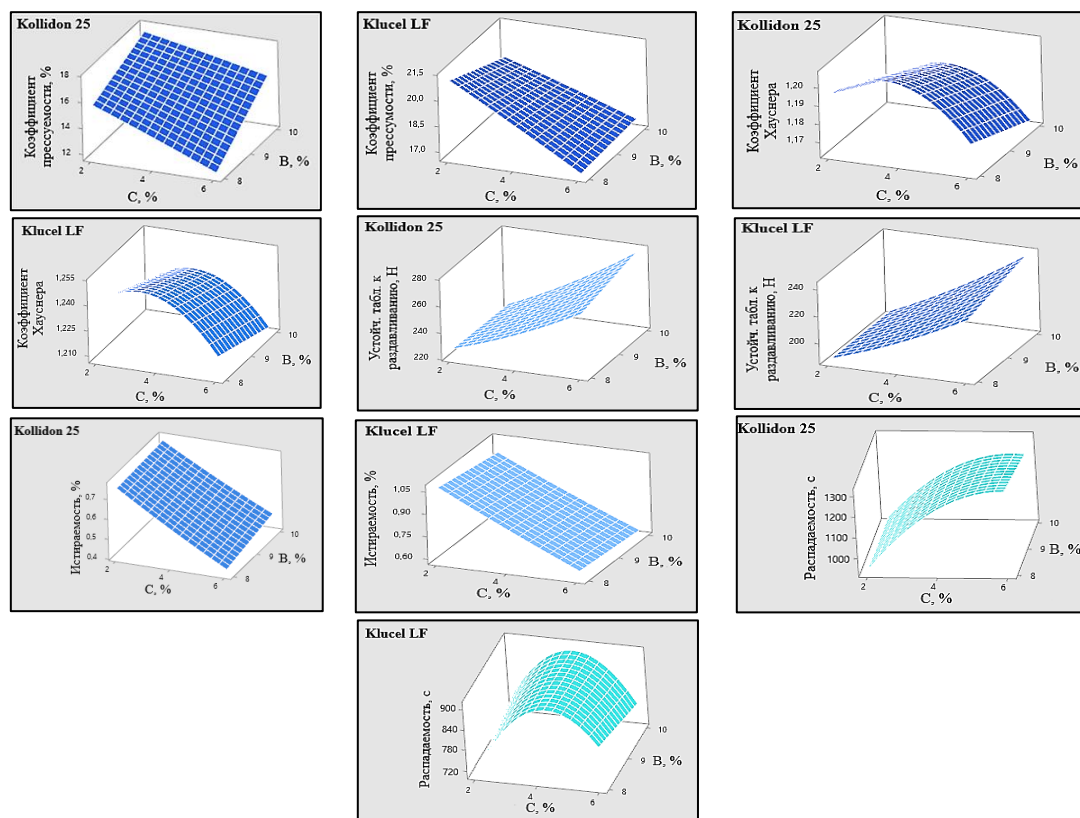 Kollidon 25
Коэффициент
прессуемости, %
18
16
14
12
2
4
6
C, %
8
9
10
B, %
Klucel LF
Коэффициент
прессумости, %
21,5
20,0
18,5
17,0
2
4
6
C, %
8
9
10
B, %
Kollidon 25
Коэффициент
Хауснера
1,20
1,19
1,18
1,17
2
4
6
C, %
8
9
10
B, %
Klucel LF
Коэффициент
Хауснера
1,255
1,240
1,225
1,210
2
4
6
C, %
8
9
10
B, %
Kollidon 25
Устойч. табл. к
раздавливанию, Н
280
260
240
220
2
4
6
C, %
8
9
10
B, %
Klucel LF
Устойч. табл. к
раздавливанию, Н
240
220
200
2
4
6
C, %
8
9
10
B, %
Kollidon 25
Истираемость, %
0,7
0,6
0,5
0,4
2
4
6
C, %
8
9
10
B, %
Klucel LF
Истираемость, %
1,05
0,90
0,75
0,60
2
4
6
C, %
8
9
10
B, %
Kollidon 25
Распадаемость, с
1300
1200
1100
1000
2
4
6
C, %
8
9
10
B, %
Klucel LF
Распадаемость, с
900
840
780
720
2
4
6
C, %
8
9
10
B, %